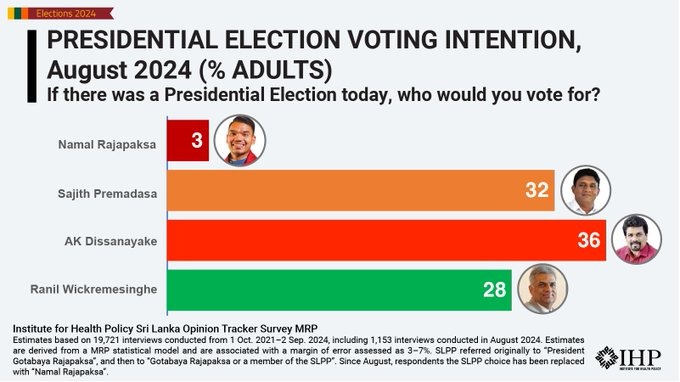 Elections 2024
PRESIDENTIAL ELECTION VOTING INTENTION,
August 2024 (% ADULTS)
If there was a Presidential Election today, who would you vote for?
Namal Rajapaksa
3
Sajith Premadasa
32
AK Dissanayake
36
Ranil Wickremesinghe
28
Institute for Health Policy Sri Lanka Opinion Tracker Survey MRP
Estimates based on 19,721 interviews conducted from 1 Oct. 2021–2 Sep. 2024, including 1,153 interviews conducted in August 2024. Estimates
are derived from a MRP statistical model and are associated with a margin of error assessed as 3–7%. SLPP referred originally to “President
Gotabaya Rajapaksa”, and then to "Gotabaya Rajapaksa or a member of the SLPP". Since August, respondents the SLPP choice has been replaced
with “Namal Rajapaksa”.
IHP
INSTITUTE FOR HEALTH POLICY